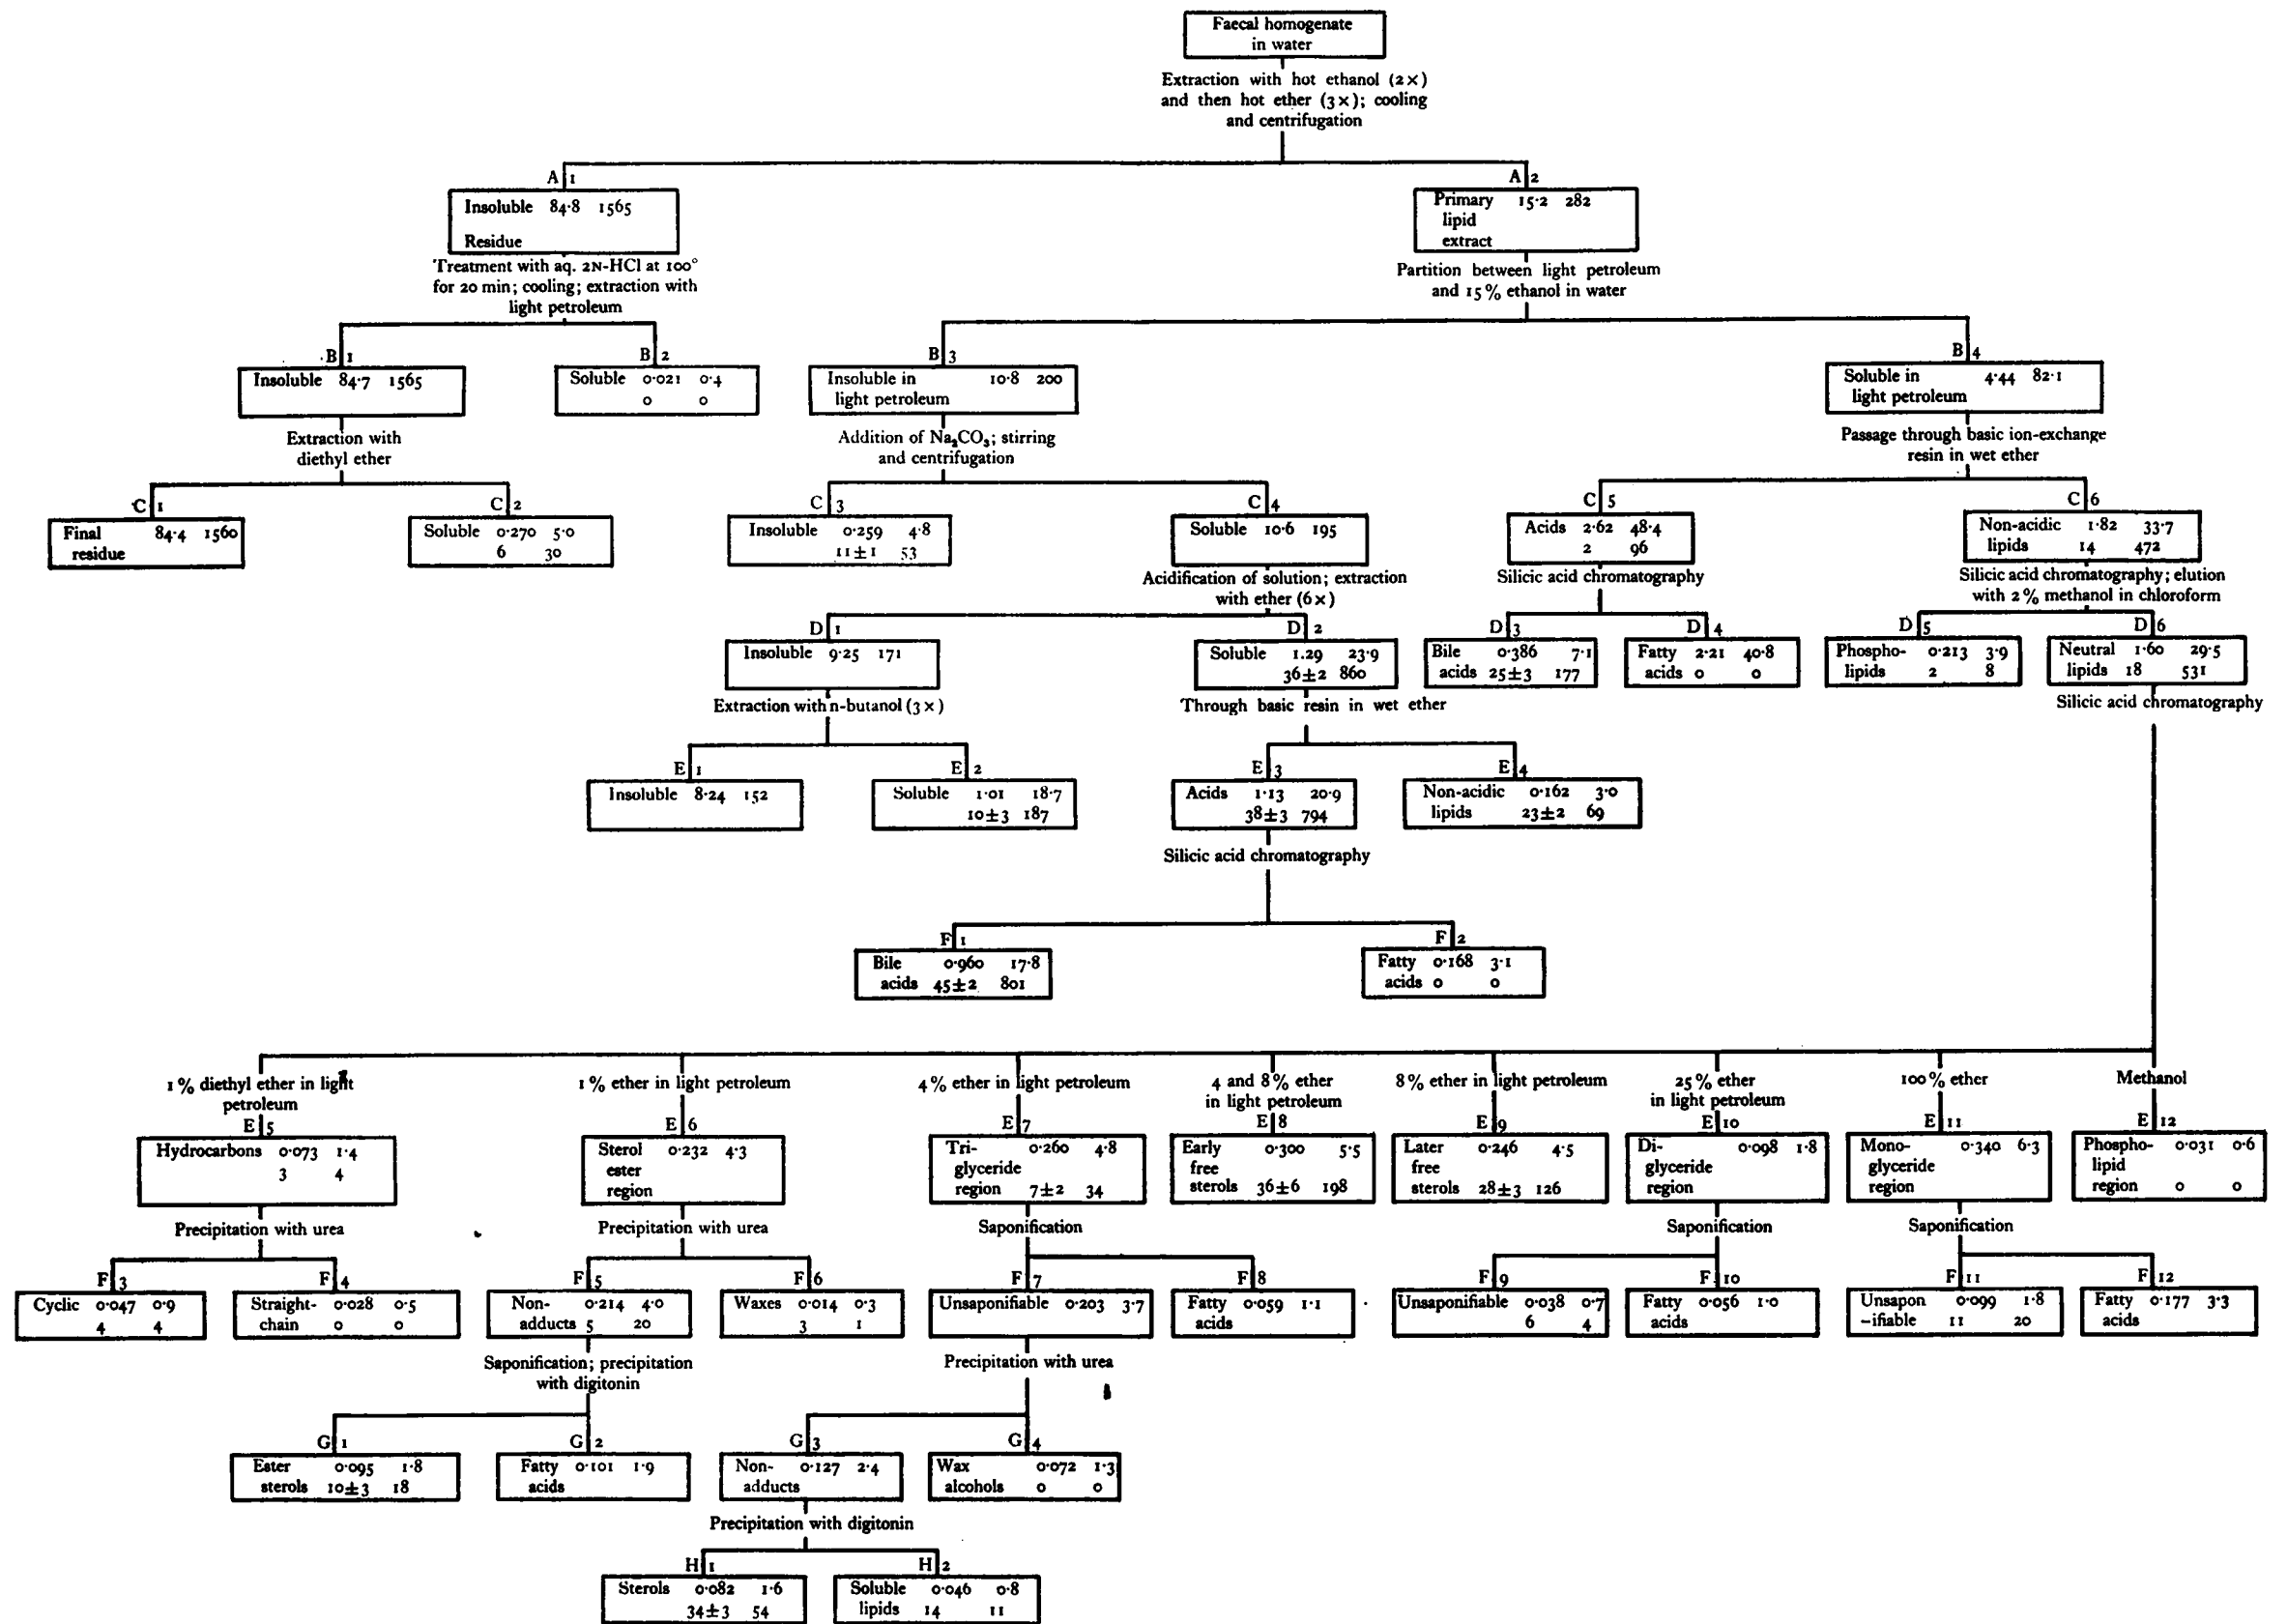 Faecal homogenate
in water
Extraction with hot ethanol (2×)
and then hot ether (3×); cooling
and centrifugation
A 1
Insoluble 84·8 1565
Residue
A 2
Primary 15·2 282
lipid
extract
Treatment with aq. 2N-HCl at 100°
for 20 min; cooling; extraction with
light petroleum
Partition between light petroleum
and 15% ethanol in water
B 1
Insoluble 84·7 1565
B 2
Soluble 0·021 0·4
0 0
B 3
Insoluble in 10·8 200
light petroleum
B 4
Soluble in 4·44 82·1
light petroleum
Extraction with
diethyl ether
Addition of Na₂CO₃; stirring
and centrifugation
Passage through basic ion-exchange
resin in wet ether
C 1
Final 84·4 1560
residue
C 2
Soluble 0·270 5·0
6 30
C 3
Insoluble 0·259 4·8
11±1 53
C 4
Soluble 10·6 195
C 5
Acids 2·62 48·4
2 96
C 6
Non-acidic 1·82 33·7
lipids 14 472
Acidification of solution; extraction
with ether (6×)
Silicic acid chromatography
Silicic acid chromatography; elution
with 2% methanol in chloroform
D 1
Insoluble 9·25 171
D 2
Soluble 1.29 23·9
36±2 860
D 3
Bile 0·386 7·1
acids 25±3 177
D 4
Fatty 2·21 40·8
acids 0 0
D 5
Phospho- 0·213 3·9
lipids 2 8
D 6
Neutral 1·60 29·5
lipids 18 531
Extraction with n-butanol (3×)
Through basic resin in wet ether
Silicic acid chromatography
E 1
Insoluble 8·24 152
E 2
Soluble 1·01 18·7
10±3 187
E 3
Acids 1·13 20·9
38±3 794
E 4
Non-acidic 0·162 3·0
lipids 23±2 69
Silicic acid chromatography
F 1
Bile 0·960 17·8
acids 45±2 801
F 2
Fatty 0·168 3·1
acids 0 0
1% diethyl ether in light
petroleum
1% ether in light petroleum
4% ether in light petroleum
4 and 8% ether
in light petroleum
8% ether in light petroleum
25% ether
in light petroleum
100% ether
Methanol
E 5
Hydrocarbons 0·073 1·4
3 4
E 6
Sterol 0·232 4·3
ester
region
E 7
Tri- 0·260 4·8
glyceride
region 7±2 34
E 8
Early 0·300 5·5
free
sterols 36±6 198
E 9
Later 0·246 4·5
free
sterols 28±3 126
E 10
Di- 0·098 1·8
glyceride
region
E 11
Mono- 0·340 6·3
glyceride
region
E 12
Phospho- 0·031 0·6
lipid
region 0 0
Precipitation with urea
Precipitation with urea
Saponification
Saponification
Saponification
F 3
Cyclic 0·047 0·9
4 4
F 4
Straight- 0·028 0·5
chain 0 0
F 5
Non- 0·214 4·0
adducts 5 20
F 6
Waxes 0·014 0·3
3 1
F 7
Unsaponifiable 0·203 3·7
F 8
Fatty 0·059 1·1
acids
F 9
Unsaponifiable 0·038 0·7
6 4
F 10
Fatty 0·056 1·0
acids
F 11
Unsapon 0·099 1·8
-ifiable 11 20
F 12
Fatty 0·177 3·3
acids
Saponification; precipitation
with digitonin
Precipitation with urea
G 1
Ester 0·095 1·8
sterols 10±3 18
G 2
Fatty 0·101 1·9
acids
G 3
Non- 0·127 2·4
adducts
G 4
Wax 0·072 1·3
alcohols 0 0
Precipitation with digitonin
H 1
Sterols 0·082 1·6
34±3 54
H 2
Soluble 0·046 0·8
lipids 14 11